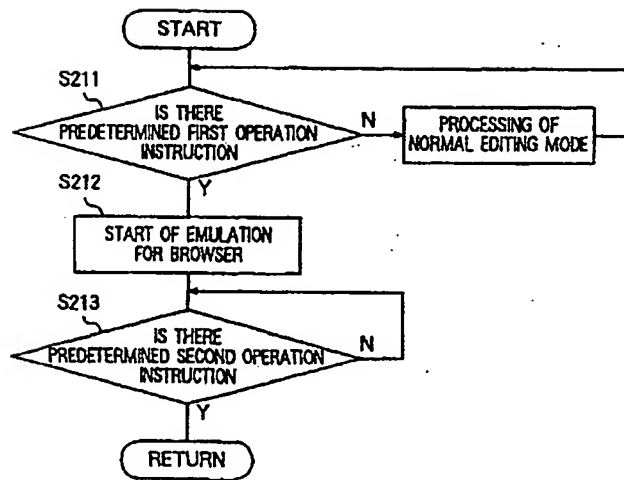 START
S211
IS THERE
PREDETERMINED FIRST OPERATION
INSTRUCTION
N
PROCESSING OF
NORMAL EDITING MODE
Y
S212
START OF EMULATION
FOR BROWSER
S213
IS THERE
PREDETERMINED SECOND OPERATION
INSTRUCTION
N
Y
RETURN